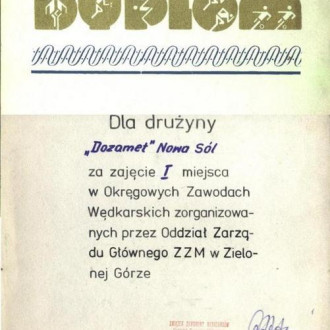 DYPLOM
Dla drużyny
„Dozamet" Nowa Sól
za zajęcie I miejsca
w Okręgowych Zawodach
Wędkarskich zorganizowa-
nych przez Oddział Zarzą-
du Głównego ZZM w Zielo-
nej Górze